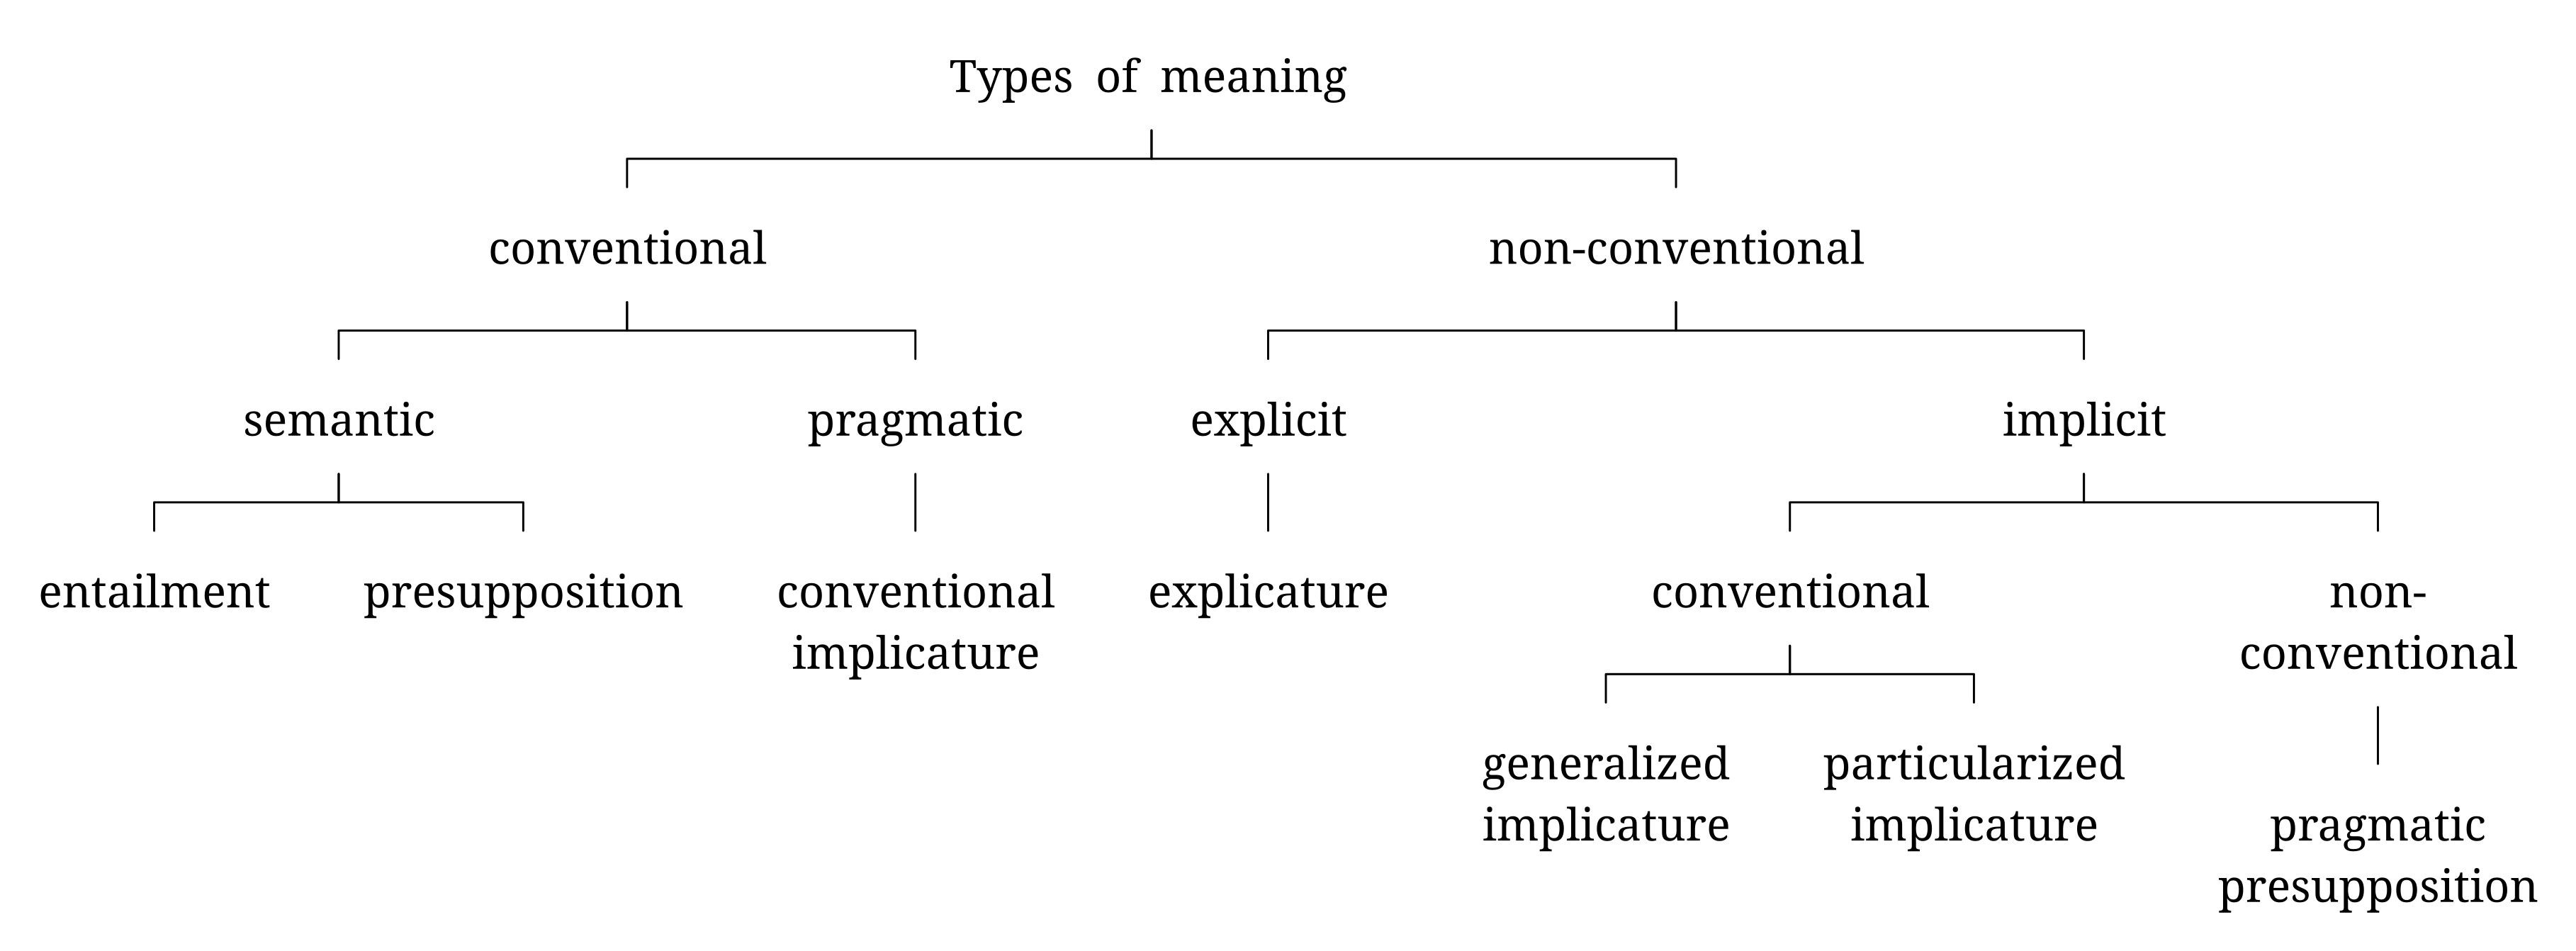 Types of meaning
conventional
non-conventional
semantic
pragmatic
explicit
implicit
entailment
presupposition
conventional
implicature
explicature
conventional
non-
conventional
generalized
implicature
particularized
implicature
pragmatic
presupposition